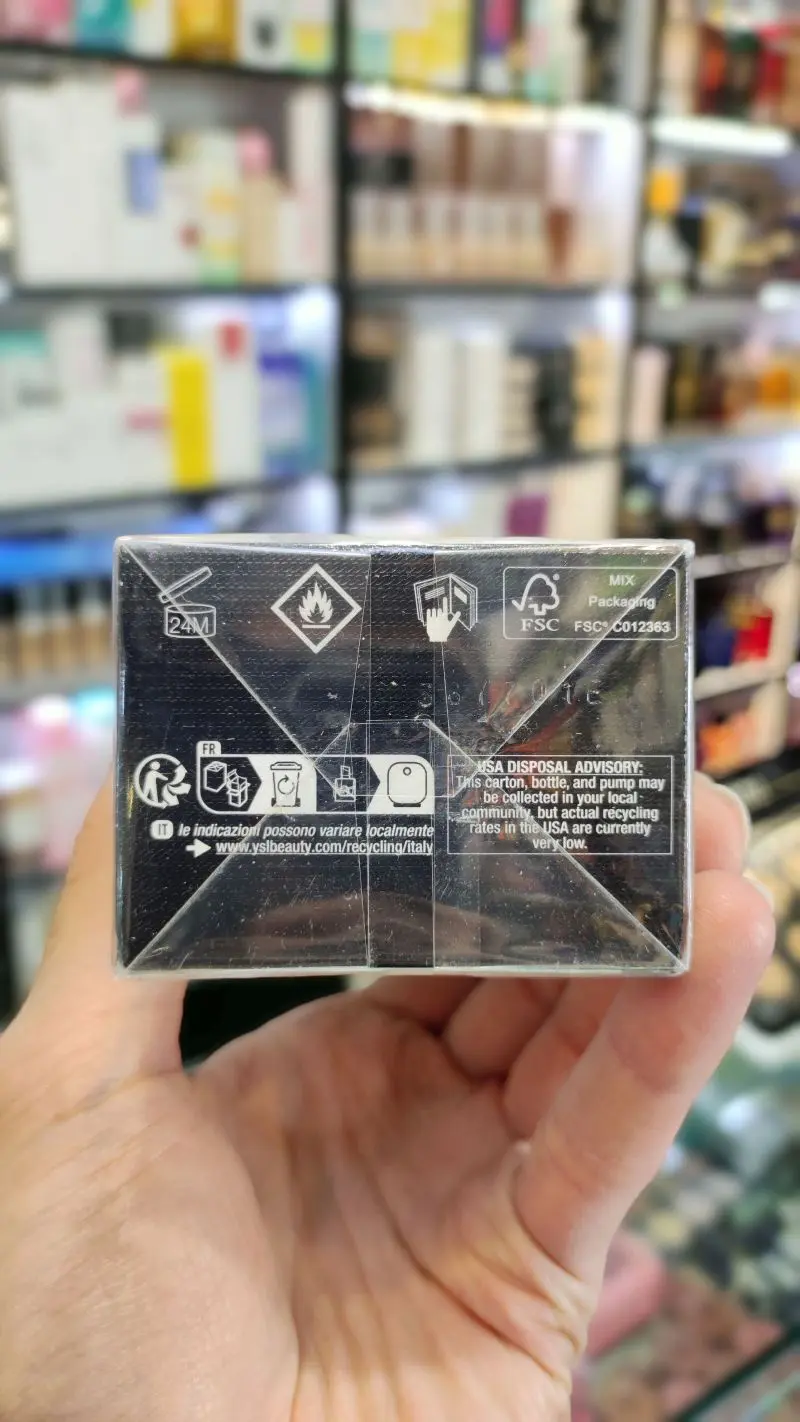 24M
FSC
MIX
Packaging
FSC® C012363
FR
IT le indicazioni possono variare localmente
www.yslbeauty.com/recycling/italy
USA DISPOSAL ADVISORY:
This carton, bottle, and pump may
be collected in your local
community, but actual recycling
rates in the USA are currently
very low.